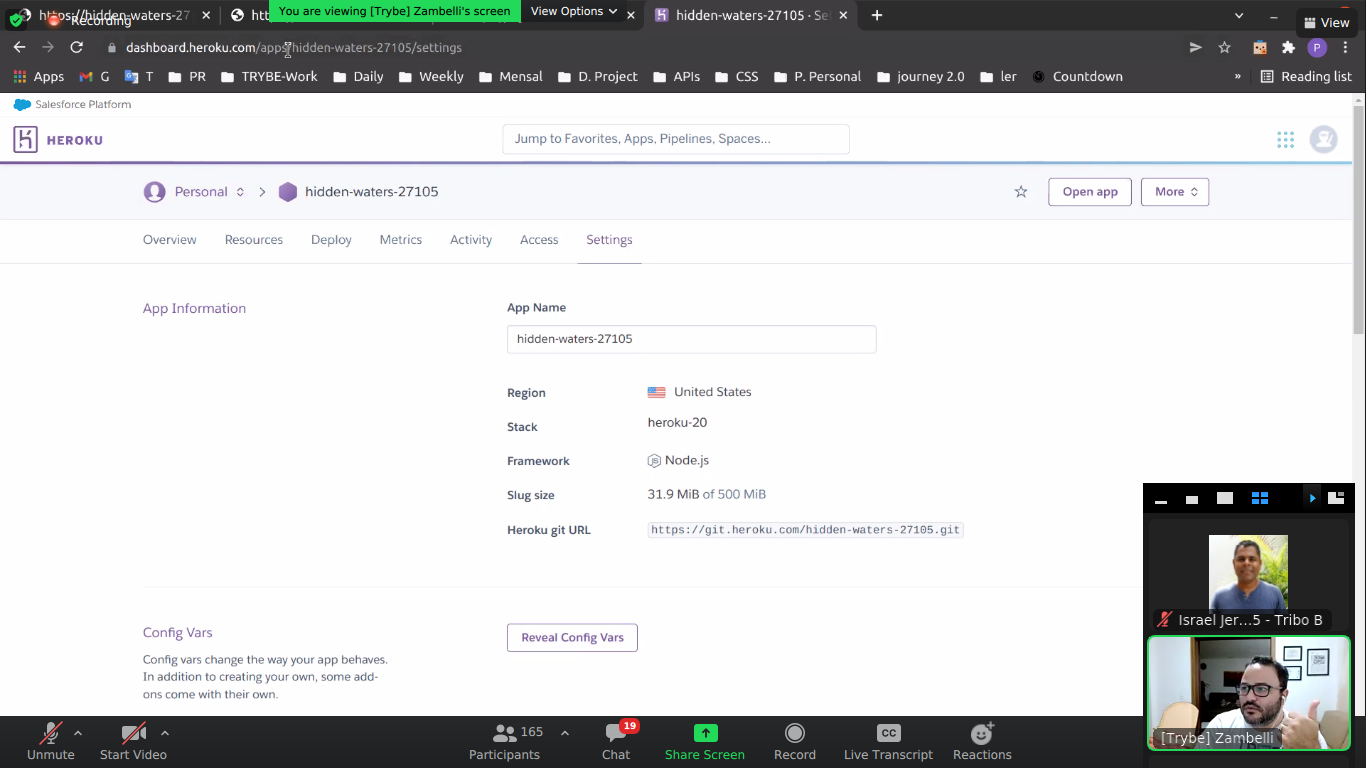 https://hidden-waters-27
Recording
htt
You are viewing [Trybe] Zambelli's screen
View Options
hidden-waters-27105 · Se
View
dashboard.heroku.com/apps/hidden-waters-27105/settings
P
Apps
G
T
PR
TRYBE-Work
Daily
Weekly
Mensal
D. Project
APIs
CSS
P. Personal
journey 2.0
ler
Countdown
»
Reading list
Salesforce Platform
HEROKU
Jump to Favorites, Apps, Pipelines, Spaces...
Personal
hidden-waters-27105
Open app
More
Overview
Resources
Deploy
Metrics
Activity
Access
Settings
App Information
App Name
hidden-waters-27105
Region
United States
Stack
heroku-20
Framework
Node.js
Slug size
31.9 MiB of 500 MiB
Heroku git URL
https://git.heroku.com/hidden-waters-27105.git
Config Vars
Config vars change the way your app behaves.
In addition to creating your own, some add-
ons come with their own.
Reveal Config Vars
Israel Jer...5 - Tribo B
[Trybe] Zambelli
Unmute
Start Video
165
Participants
19
Chat
Share Screen
Record
CC
Live Transcript
Reactions